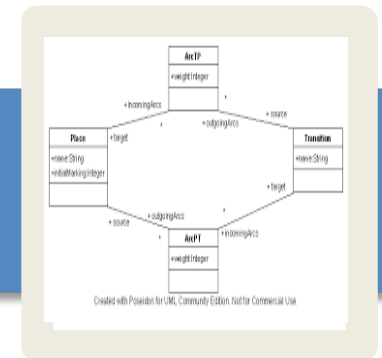 ArcTP
+weight:Integer
+incomingArcs
*
*
+source
+outgoingArcs
Place
+target
Transition
+name:String
+initialMarking:Integer
+name:String
+target
+outgoingArcs
*
+source
+incomingArcs
*
ArcPT
+weight:Integer
Created with Poseidon for UML Community Edition. Not for Commercial Use.